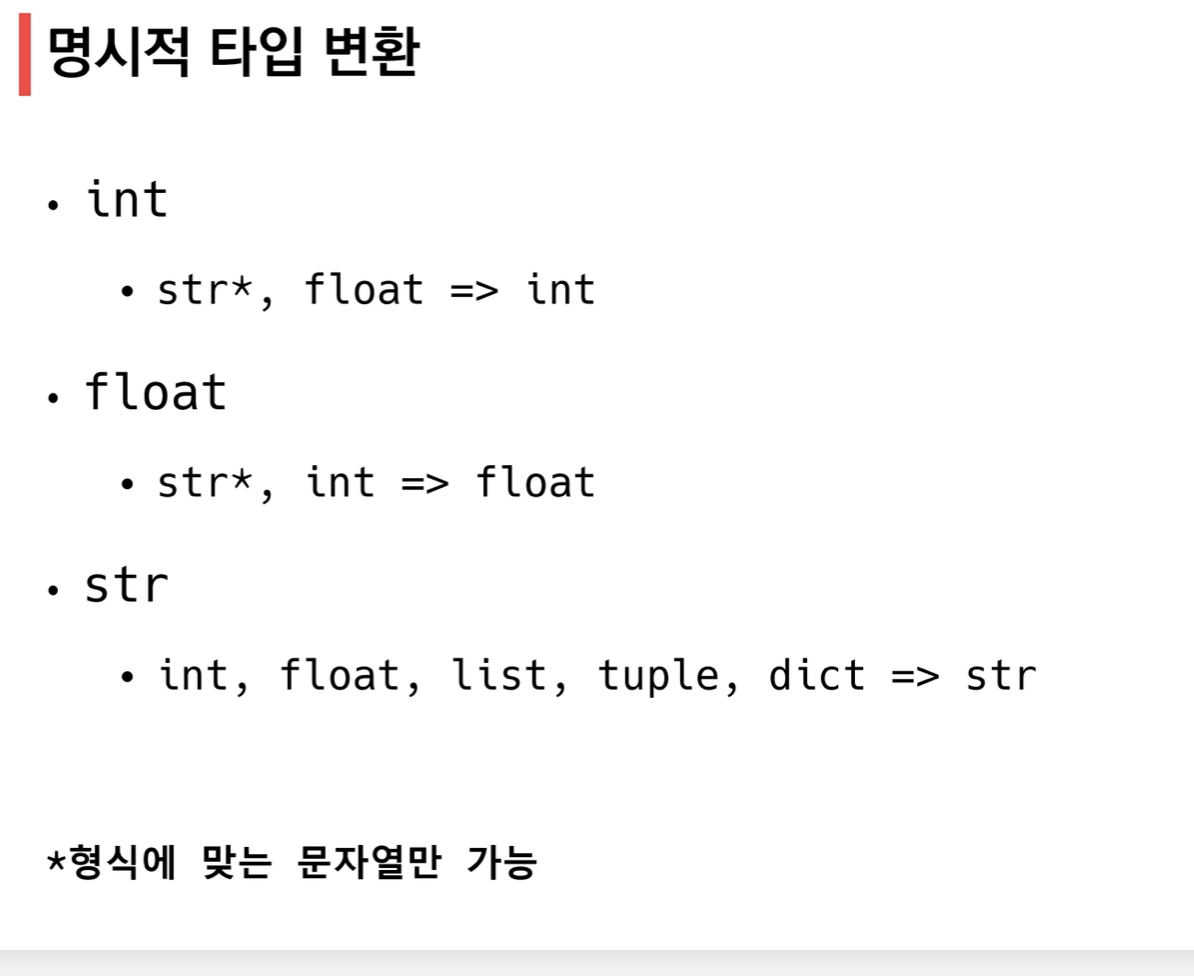 명시적 타입 변환
• int
• str*, float => int
• float
• str*, int => float
• str
• int, float, list, tuple, dict => str
*형식에 맞는 문자열만 가능